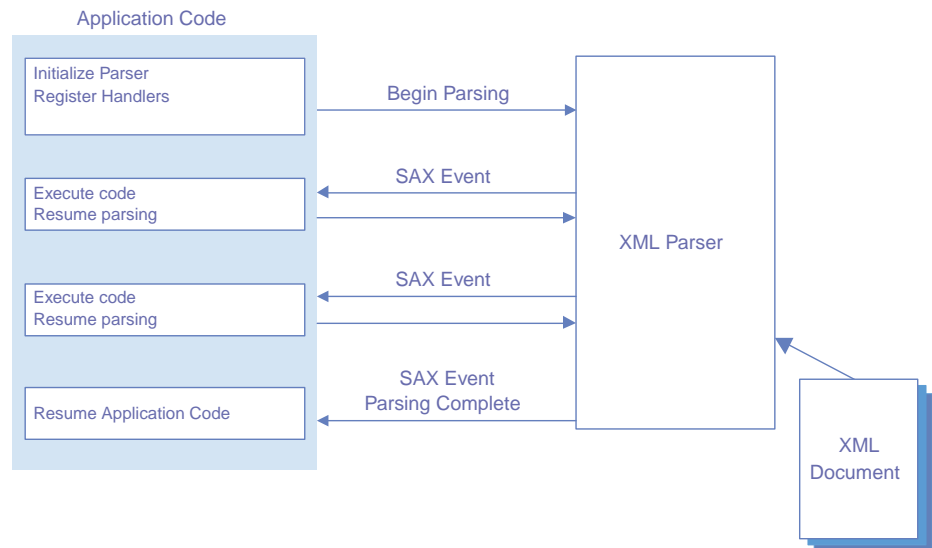 Application Code
Initialize Parser
Register Handlers
Begin Parsing
SAX Event
Execute code
Resume parsing
XML Parser
SAX Event
Execute code
Resume parsing
SAX Event
Parsing Complete
Resume Application Code
XML
Document